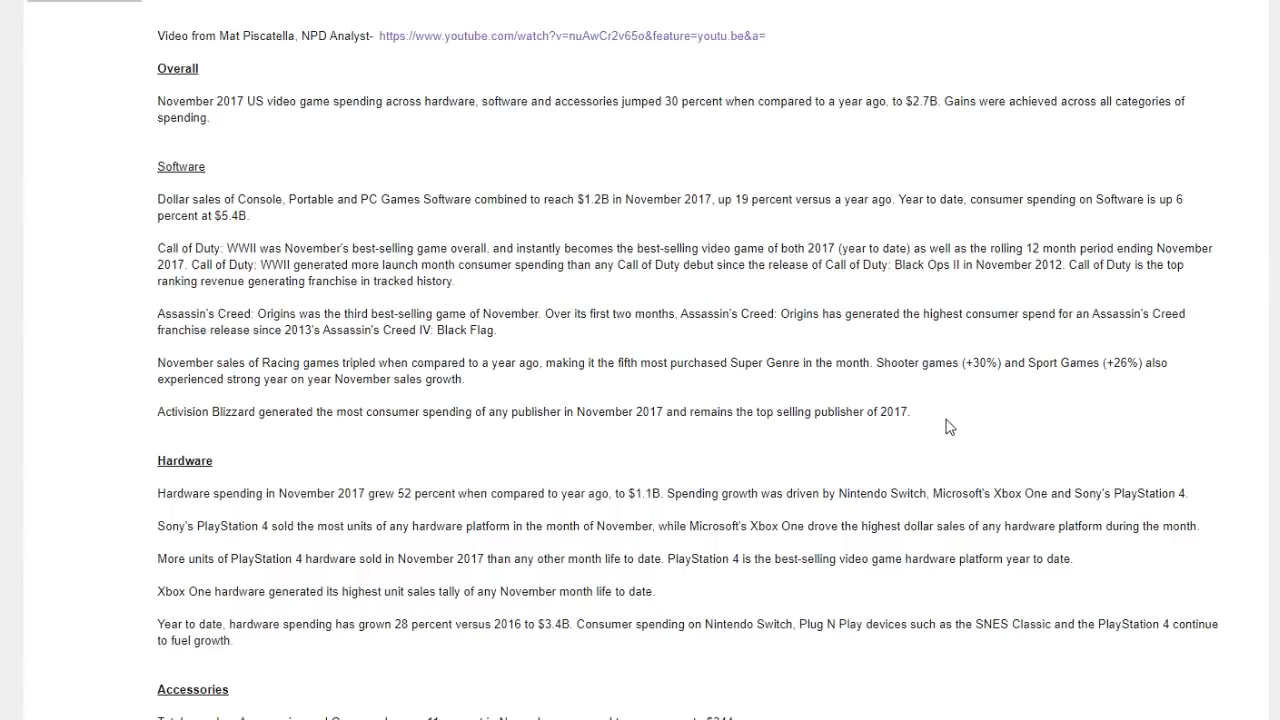 Video from Mat Piscatella, NPD Analyst- https://www.youtube.com/watch?v=nuAwCr2v65o&feature=youtu.be&a=
Overall
November 2017 US video game spending across hardware, software and accessories jumped 30 percent when compared to a year ago, to $2.7B. Gains were achieved across all categories of
spending.
Software
Dollar sales of Console, Portable and PC Games Software combined to reach $1.2B in November 2017, up 19 percent versus a year ago. Year to date, consumer spending on Software is up 6
percent at $5.4B.
Call of Duty: WWII was November's best-selling game overall, and instantly becomes the best-selling video game of both 2017 (year to date) as well as the rolling 12 month period ending November
2017. Call of Duty: WWII generated more launch month consumer spending than any Call of Duty debut since the release of Call of Duty: Black Ops II in November 2012. Call of Duty is the top
ranking revenue generating franchise in tracked history.
Assassin's Creed: Origins was the third best-selling game of November. Over its first two months, Assassin's Creed: Origins has generated the highest consumer spend for an Assassin's Creed
franchise release since 2013's Assassin's Creed IV: Black Flag.
November sales of Racing games tripled when compared to a year ago, making it the fifth most purchased Super Genre in the month. Shooter games (+30%) and Sport Games (+26%) also
experienced strong year on year November sales growth.
Activision Blizzard generated the most consumer spending of any publisher in November 2017 and remains the top selling publisher of 2017.
Hardware
Hardware spending in November 2017 grew 52 percent when compared to year ago, to $1.1B. Spending growth was driven by Nintendo Switch, Microsoft's Xbox One and Sony's PlayStation 4.
Sony's PlayStation 4 sold the most units of any hardware platform in the month of November, while Microsoft's Xbox One drove the highest dollar sales of any hardware platform during the month.
More units of PlayStation 4 hardware sold in November 2017 than any other month life to date. PlayStation 4 is the best-selling video game hardware platform year to date.
Xbox One hardware generated its highest unit sales tally of any November month life to date.
Year to date, hardware spending has grown 28 percent versus 2016 to $3.4B. Consumer spending on Nintendo Switch, Plug N Play devices such as the SNES Classic and the PlayStation 4 continue
to fuel growth.
Accessories